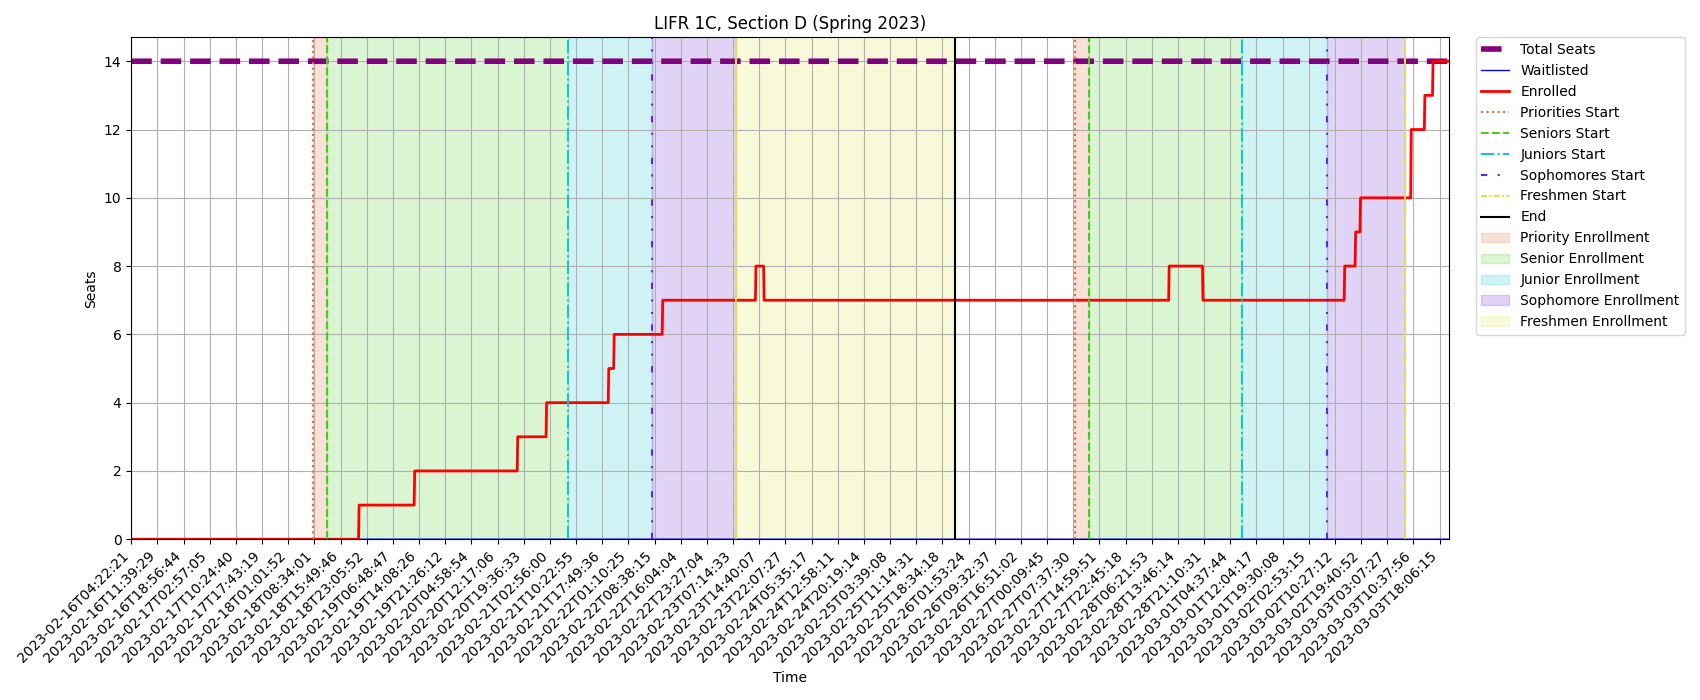 LIFR 1C, Section D (Spring 2023)
Seats
14
12
10
8
6
4
2
0
2023-02-16T04:22:21
2023-02-16T11:39:29
2023-02-16T18:56:44
2023-02-17T02:57:05
2023-02-17T10:24:40
2023-02-17T17:43:19
2023-02-18T01:01:52
2023-02-18T08:34:01
2023-02-18T15:49:46
2023-02-18T23:05:52
2023-02-19T06:48:47
2023-02-19T14:08:26
2023-02-19T21:26:12
2023-02-20T04:58:54
2023-02-20T12:17:06
2023-02-20T19:36:33
2023-02-21T02:56:00
2023-02-21T10:22:55
2023-02-21T17:49:36
2023-02-22T01:10:25
2023-02-22T08:38:15
2023-02-22T16:04:04
2023-02-22T23:27:04
2023-02-23T07:14:33
2023-02-23T14:40:07
2023-02-23T22:07:27
2023-02-24T05:35:17
2023-02-24T12:58:11
2023-02-24T20:19:14
2023-02-25T03:39:08
2023-02-25T11:14:31
2023-02-25T18:34:18
2023-02-26T01:53:24
2023-02-26T09:32:37
2023-02-26T16:51:02
2023-02-27T00:09:45
2023-02-27T07:37:30
2023-02-27T14:59:51
2023-02-27T22:45:18
2023-02-28T06:21:53
2023-02-28T13:46:14
2023-02-28T21:10:31
2023-03-01T04:37:44
2023-03-01T12:04:17
2023-03-01T19:30:08
2023-03-02T02:53:15
2023-03-02T10:27:12
2023-03-02T19:40:52
2023-03-03T03:07:27
2023-03-03T10:37:56
2023-03-03T18:06:15
Time
Total Seats
Waitlisted
Enrolled
Priorities Start
Seniors Start
Juniors Start
Sophomores Start
Freshmen Start
End
Priority Enrollment
Senior Enrollment
Junior Enrollment
Sophomore Enrollment
Freshmen Enrollment